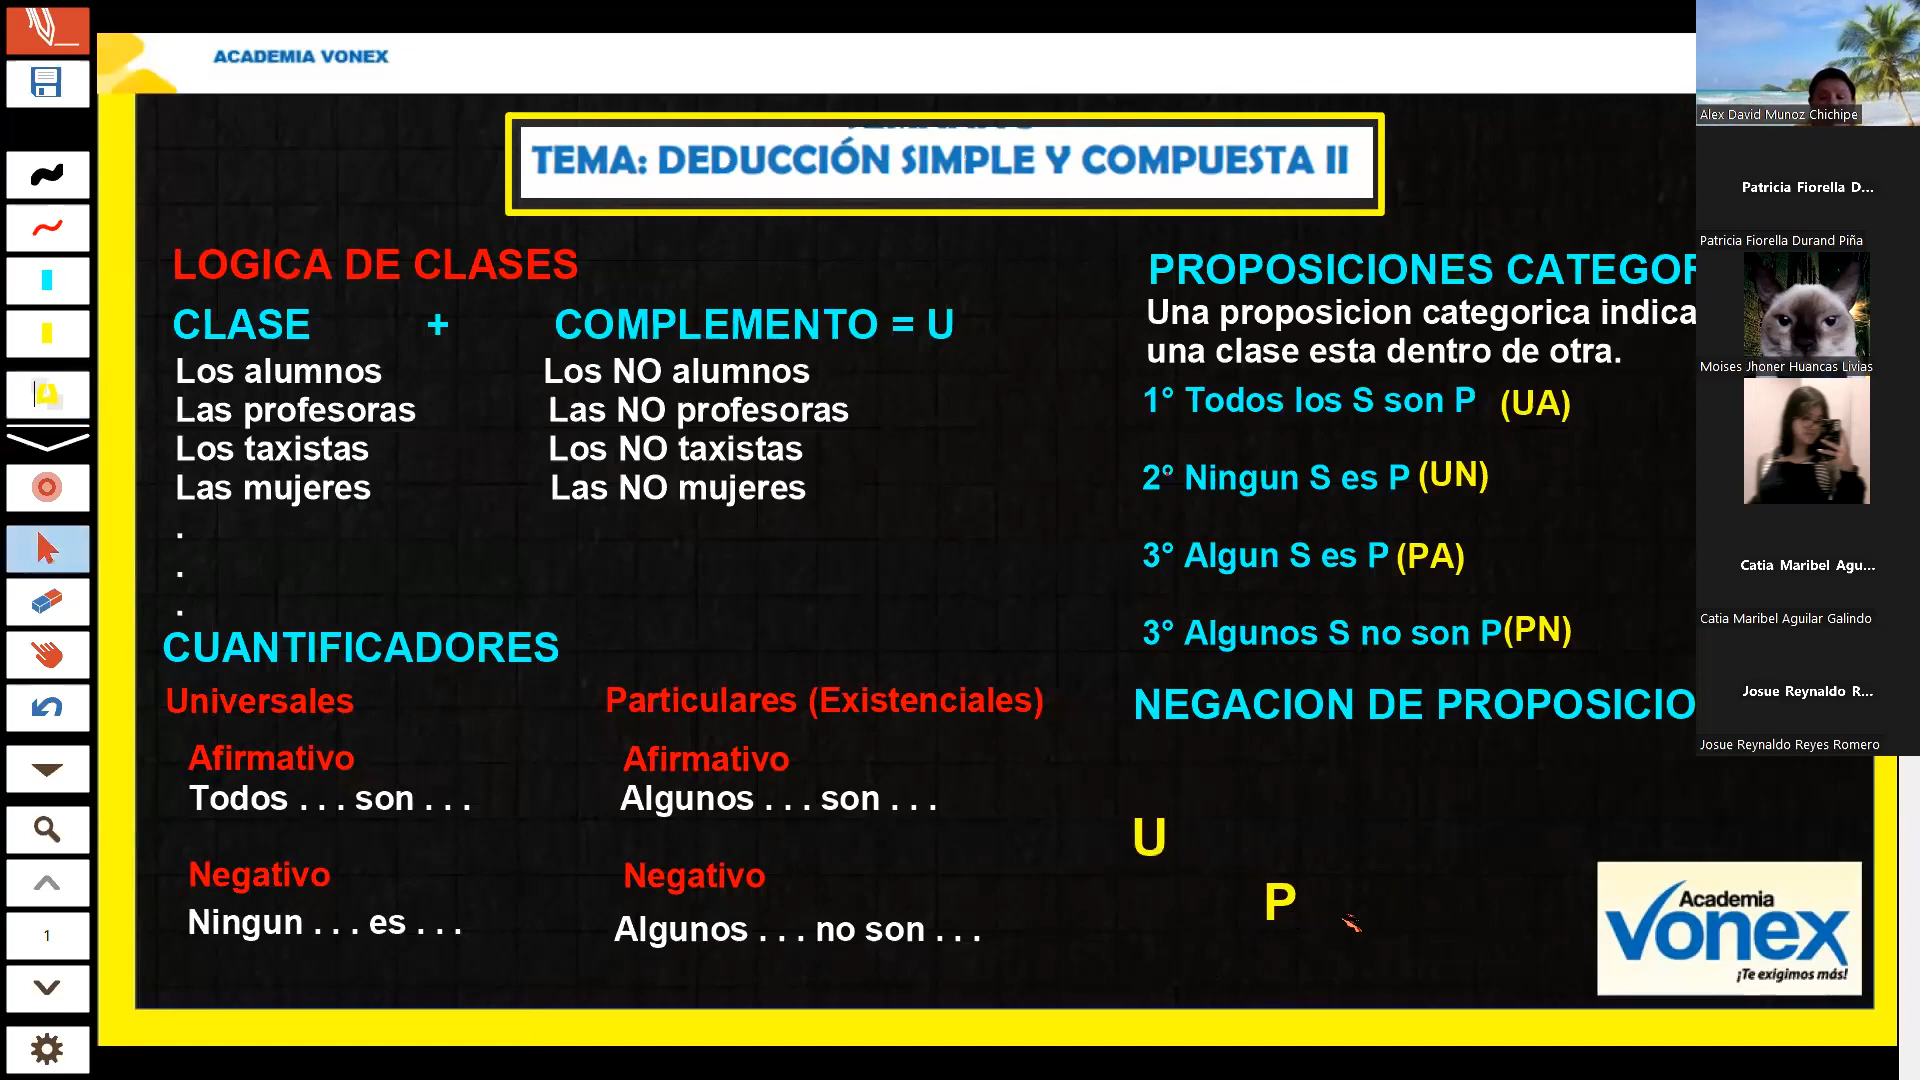 ACADEMIA VONEX
TEMA: DEDUCCIÓN SIMPLE Y COMPUESTA II
LOGICA DE CLASES
CLASE + COMPLEMENTO = U
Los alumnos Los NO alumnos
Las profesoras Las NO profesoras
Los taxistas Los NO taxistas
Las mujeres Las NO mujeres
.
.
.
CUANTIFICADORES
Universales Particulares (Existenciales)
Afirmativo Afirmativo
Todos . . . son . . . Algunos . . . son . . .
Negativo Negativo
Ningun . . . es . . . Algunos . . . no son . . .
PROPOSICIONES CATEGOR
Una proposicion categorica indica
una clase esta dentro de otra.
1° Todos los S son P (UA)
2° Ningun S es P (UN)
3° Algun S es P (PA)
3° Algunos S no son P (PN)
NEGACION DE PROPOSICIO
U
P
Academia
vonex
¡Te exigimos más!
Alex David Munoz Chichipe
Patricia Fiorella D...
Patricia Fiorella Durand Piña
Moises Jhoner Huancas Livias
Catia Maribel Agu...
Catia Maribel Aguilar Galindo
Josue Reynaldo R...
Josue Reynaldo Reyes Romero
1